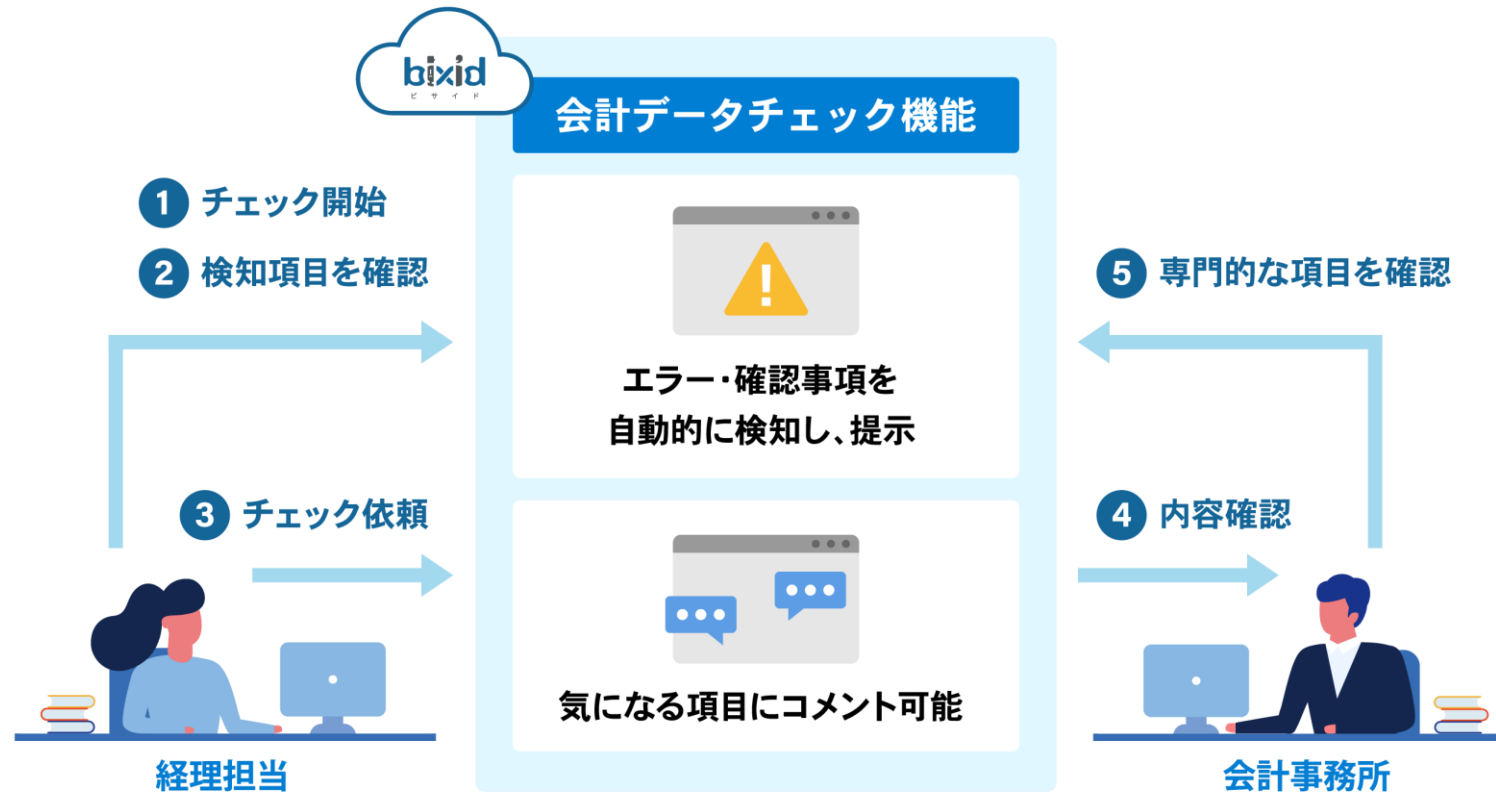 bixid
ビサイド
会計データチェック機能
1 チェック開始
2 検知項目を確認
エラー・確認事項を
自動的に検知し、提示
3 チェック依頼
気になる項目にコメント可能
4 内容確認
5 専門的な項目を確認
経理担当
会計事務所